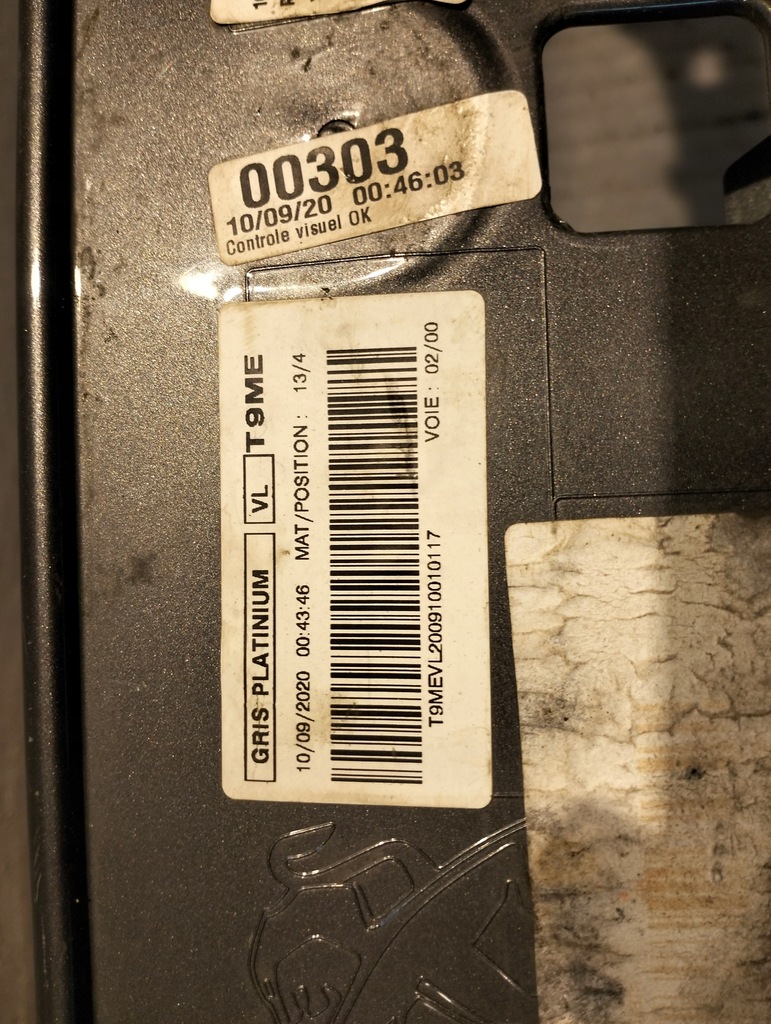 00303
10/09/20 00:46:03
Controle visuel OK
GRIS PLATINIUM VL T9ME
10/09/2020 00:43:46 MAT/POSITION : 13/4
T9MEVL200910010117 VOIE : 02/00